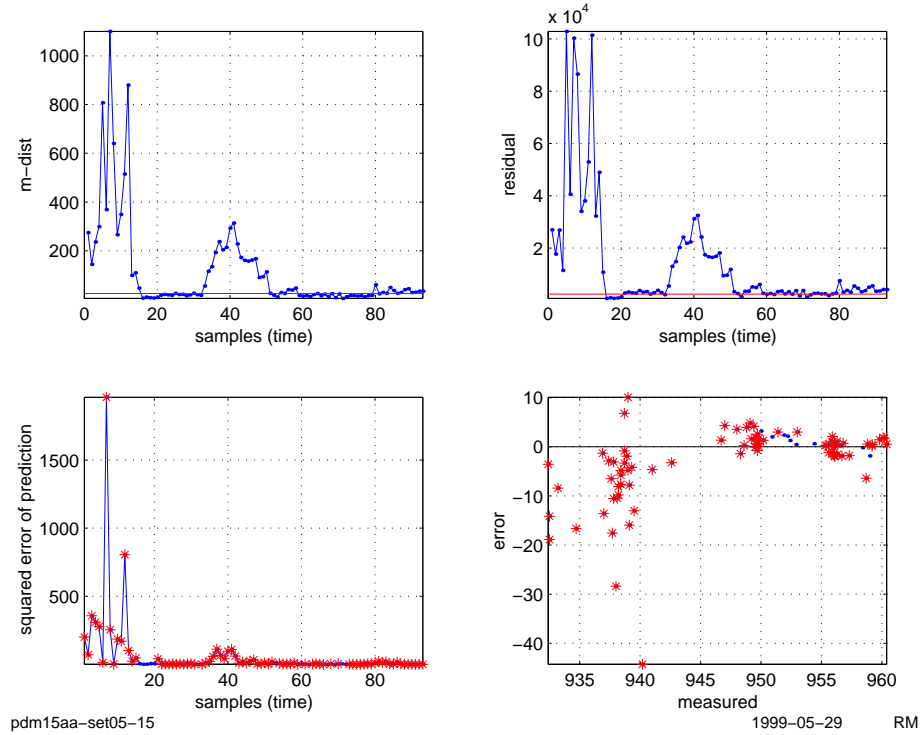 x 10^4
1000
800
600
400
200
m−dist
0 20 40 60 80
samples (time)
10
8
6
4
2
residual
0 20 40 60 80
samples (time)
1500
1000
500
squared error of prediction
20 40 60 80
samples (time)
10
0
−10
−20
−30
−40
error
935 940 945 950 955 960
measured
pdm15aa−set05−15 1999−05−29 RM